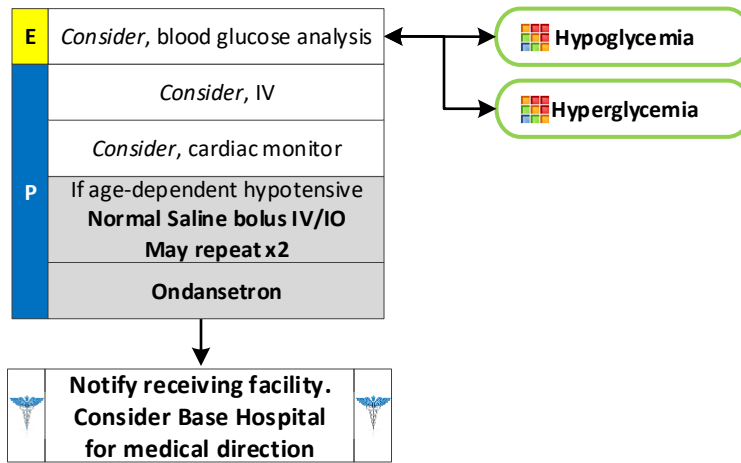 E
Consider, blood glucose analysis
Hypoglycemia
Hyperglycemia
P
Consider, IV
Consider, cardiac monitor
If age-dependent hypotensive
Normal Saline bolus IV/IO
May repeat x2
Ondansetron
Notify receiving facility.
Consider Base Hospital
for medical direction